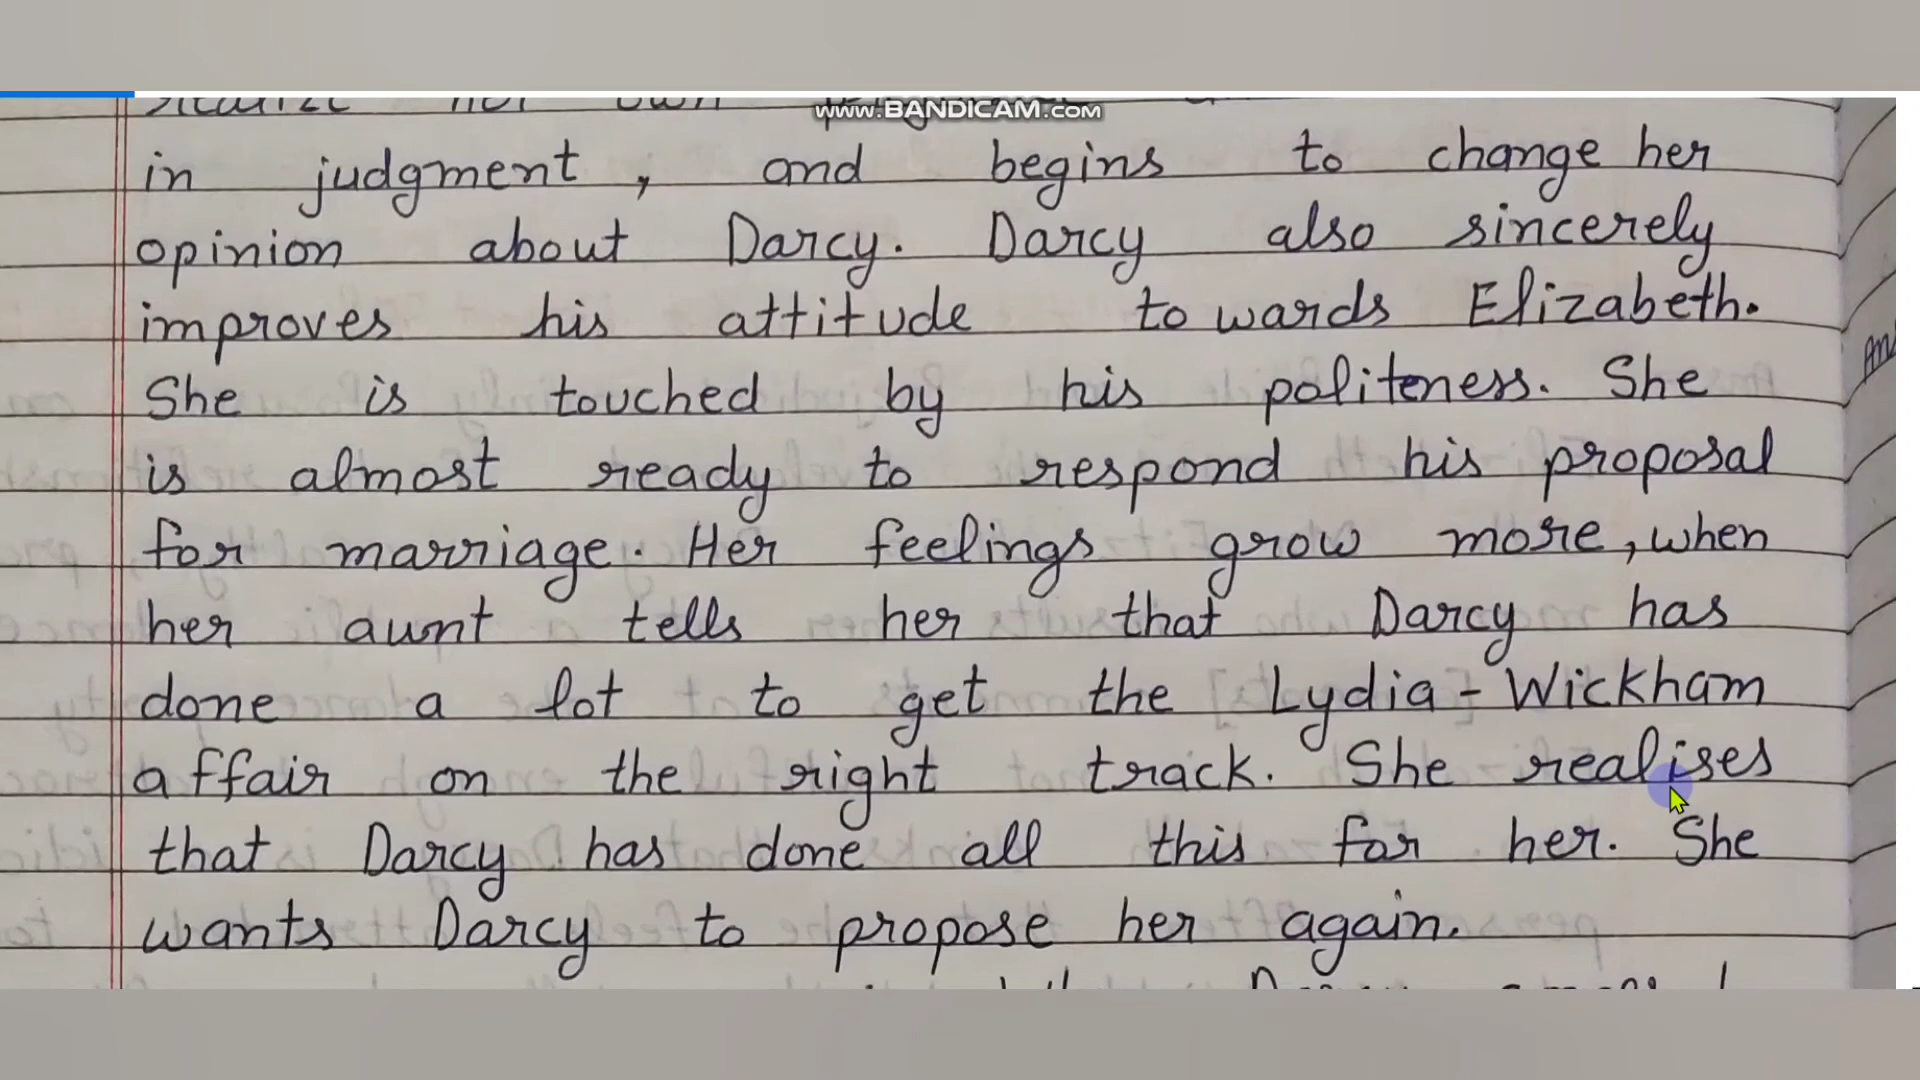 www.BANDICAM.com
in judgment, and begins to change her
opinion about Darcy. Darcy also sincerely
improves his attitude to wards Elizabeth.
She is touched by his politeness. She
is almost ready to respond his proposal
for marriage. Her feelings grow more, when
her aunt tells her that Darcy has
done a lot to get the Lydia - Wickham
affair on the right track. She realises
that Darcy has done all this for her. She
wants Darcy to propose her again.